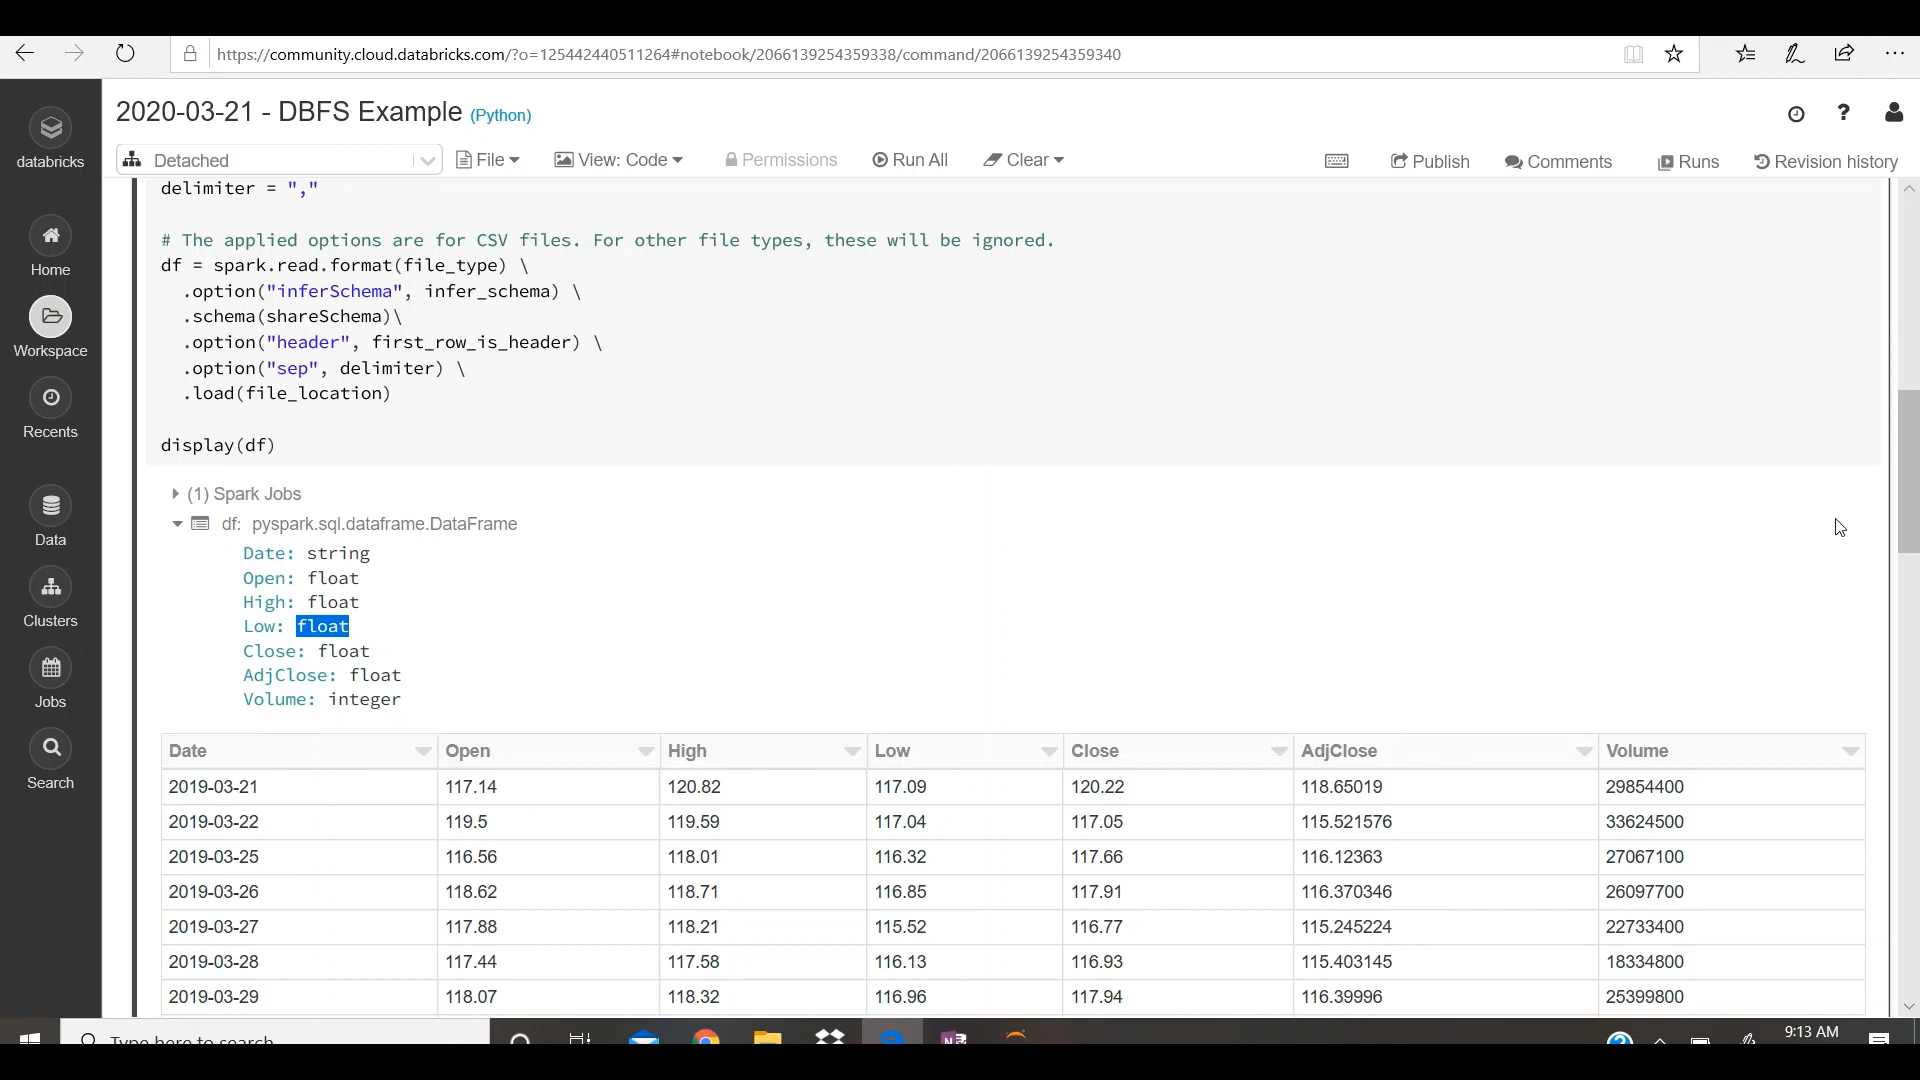 https://community.cloud.databricks.com/?o=125442440511264#notebook/2066139254359338/command/2066139254359340
databricks
Home
Workspace
Recents
Data
Clusters
Jobs
Search
2020-03-21 - DBFS Example (Python)
Detached File View: Code Permissions Run All Clear Publish Comments Runs Revision history
delimiter = ","
# The applied options are for CSV files. For other file types, these will be ignored.
df = spark.read.format(file_type) \
.option("inferSchema", infer_schema) \
.schema(shareSchema)\
.option("header", first_row_is_header) \
.option("sep", delimiter) \
.load(file_location)
display(df)
(1) Spark Jobs
df: pyspark.sql.dataframe.DataFrame
Date: string
Open: float
High: float
Low: float
Close: float
AdjClose: float
Volume: integer
Date Open High Low Close AdjClose Volume
2019-03-21 117.14 120.82 117.09 120.22 118.65019 29854400
2019-03-22 119.5 119.59 117.04 117.05 115.521576 33624500
2019-03-25 116.56 118.01 116.32 117.66 116.12363 27067100
2019-03-26 118.62 118.71 116.85 117.91 116.370346 26097700
2019-03-27 117.88 118.21 115.52 116.77 115.245224 22733400
2019-03-28 117.44 117.58 116.13 116.93 115.403145 18334800
2019-03-29 118.07 118.32 116.96 117.94 116.39996 25399800
Type here to search
9:13 AM